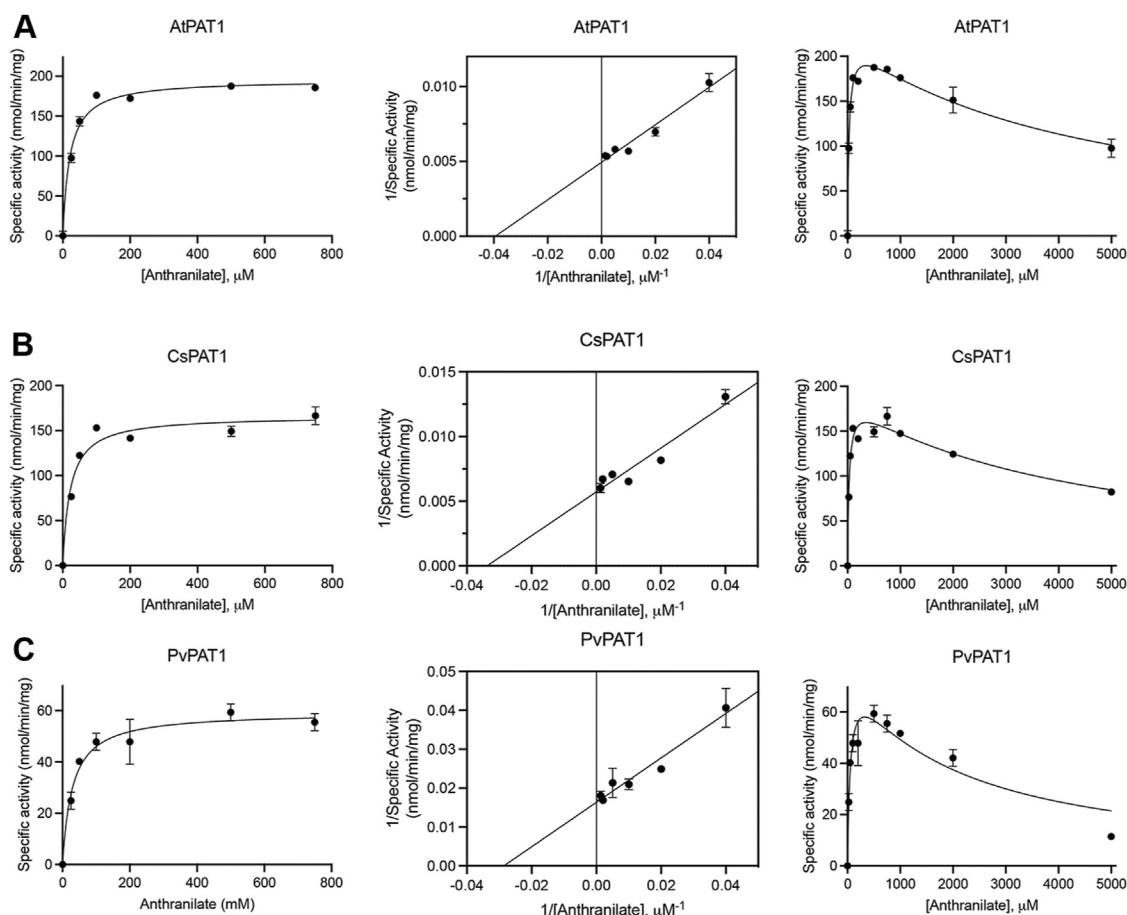 A
AtPAT1
Specific activity (nmol/min/mg)
200
150
100
50
0
0 200 400 600 800
[Anthranilate], µM
AtPAT1
1/Specific Activity
(nmol/min/mg)
0.010
0.005
0.000
-0.04 -0.02 0.00 0.02 0.04
1/[Anthranilate], µM-1
AtPAT1
Specific activity (nmol/min/mg)
200
150
100
50
0
0 1000 2000 3000 4000 5000
[Anthranilate], µM
B
CsPAT1
Specific activity (nmol/min/mg)
200
150
100
50
0
0 200 400 600 800
[Anthranilate], µM
CsPAT1
1/Specific Activity
(nmol/min/mg)
0.015
0.010
0.005
0.000
-0.04 -0.02 0.00 0.02 0.04
1/[Anthranilate], µM-1
CsPAT1
Specific activity (nmol/min/mg)
200
150
100
50
0
0 1000 2000 3000 4000 5000
[Anthranilate], µM
C
PvPAT1
Specific activity (nmol/min/mg)
60
40
20
0
0 200 400 600 800
Anthranilate (mM)
PvPAT1
1/Specific Activity
(nmol/min/mg)
0.05
0.04
0.03
0.02
0.01
0.00
-0.04 -0.02 0.00 0.02 0.04
1/[Anthranilate], µM-1
PvPAT1
Specific activity (nmol/min/mg)
60
40
20
0
0 1000 2000 3000 4000 5000
[Anthranilate], µM